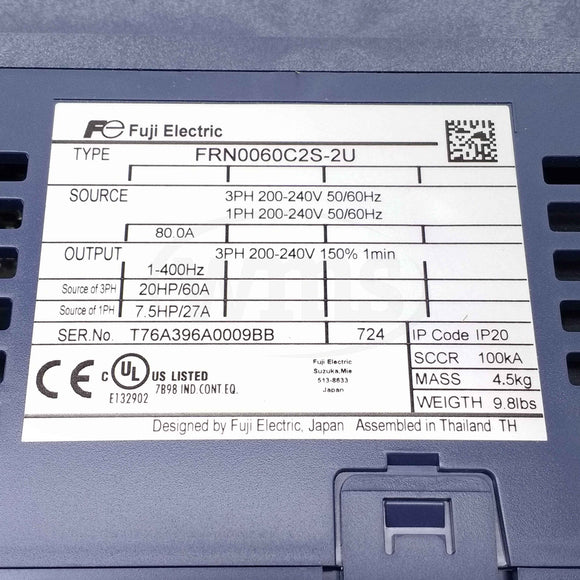 Fe Fuji Electric
TYPE FRN0060C2S-2U
SOURCE 3PH 200-240V 50/60Hz
1PH 200-240V 50/60Hz
80.0A
OUTPUT 3PH 200-240V 150% 1min
1-400Hz
Source of 3PH 20HP/60A
Source of 1PH 7.5HP/27A
SER.No. T76A396A0009BB 724 IP Code IP20
SCCR 100kA
MASS 4.5kg
WEIGTH 9.8lbs
CE C UL US LISTED
E132902 7B98 IND.CONT.EQ.
Fuji Electric
Suzuka,Mie
513-8633
Japan
Designed by Fuji Electric, Japan Assembled in Thailand TH